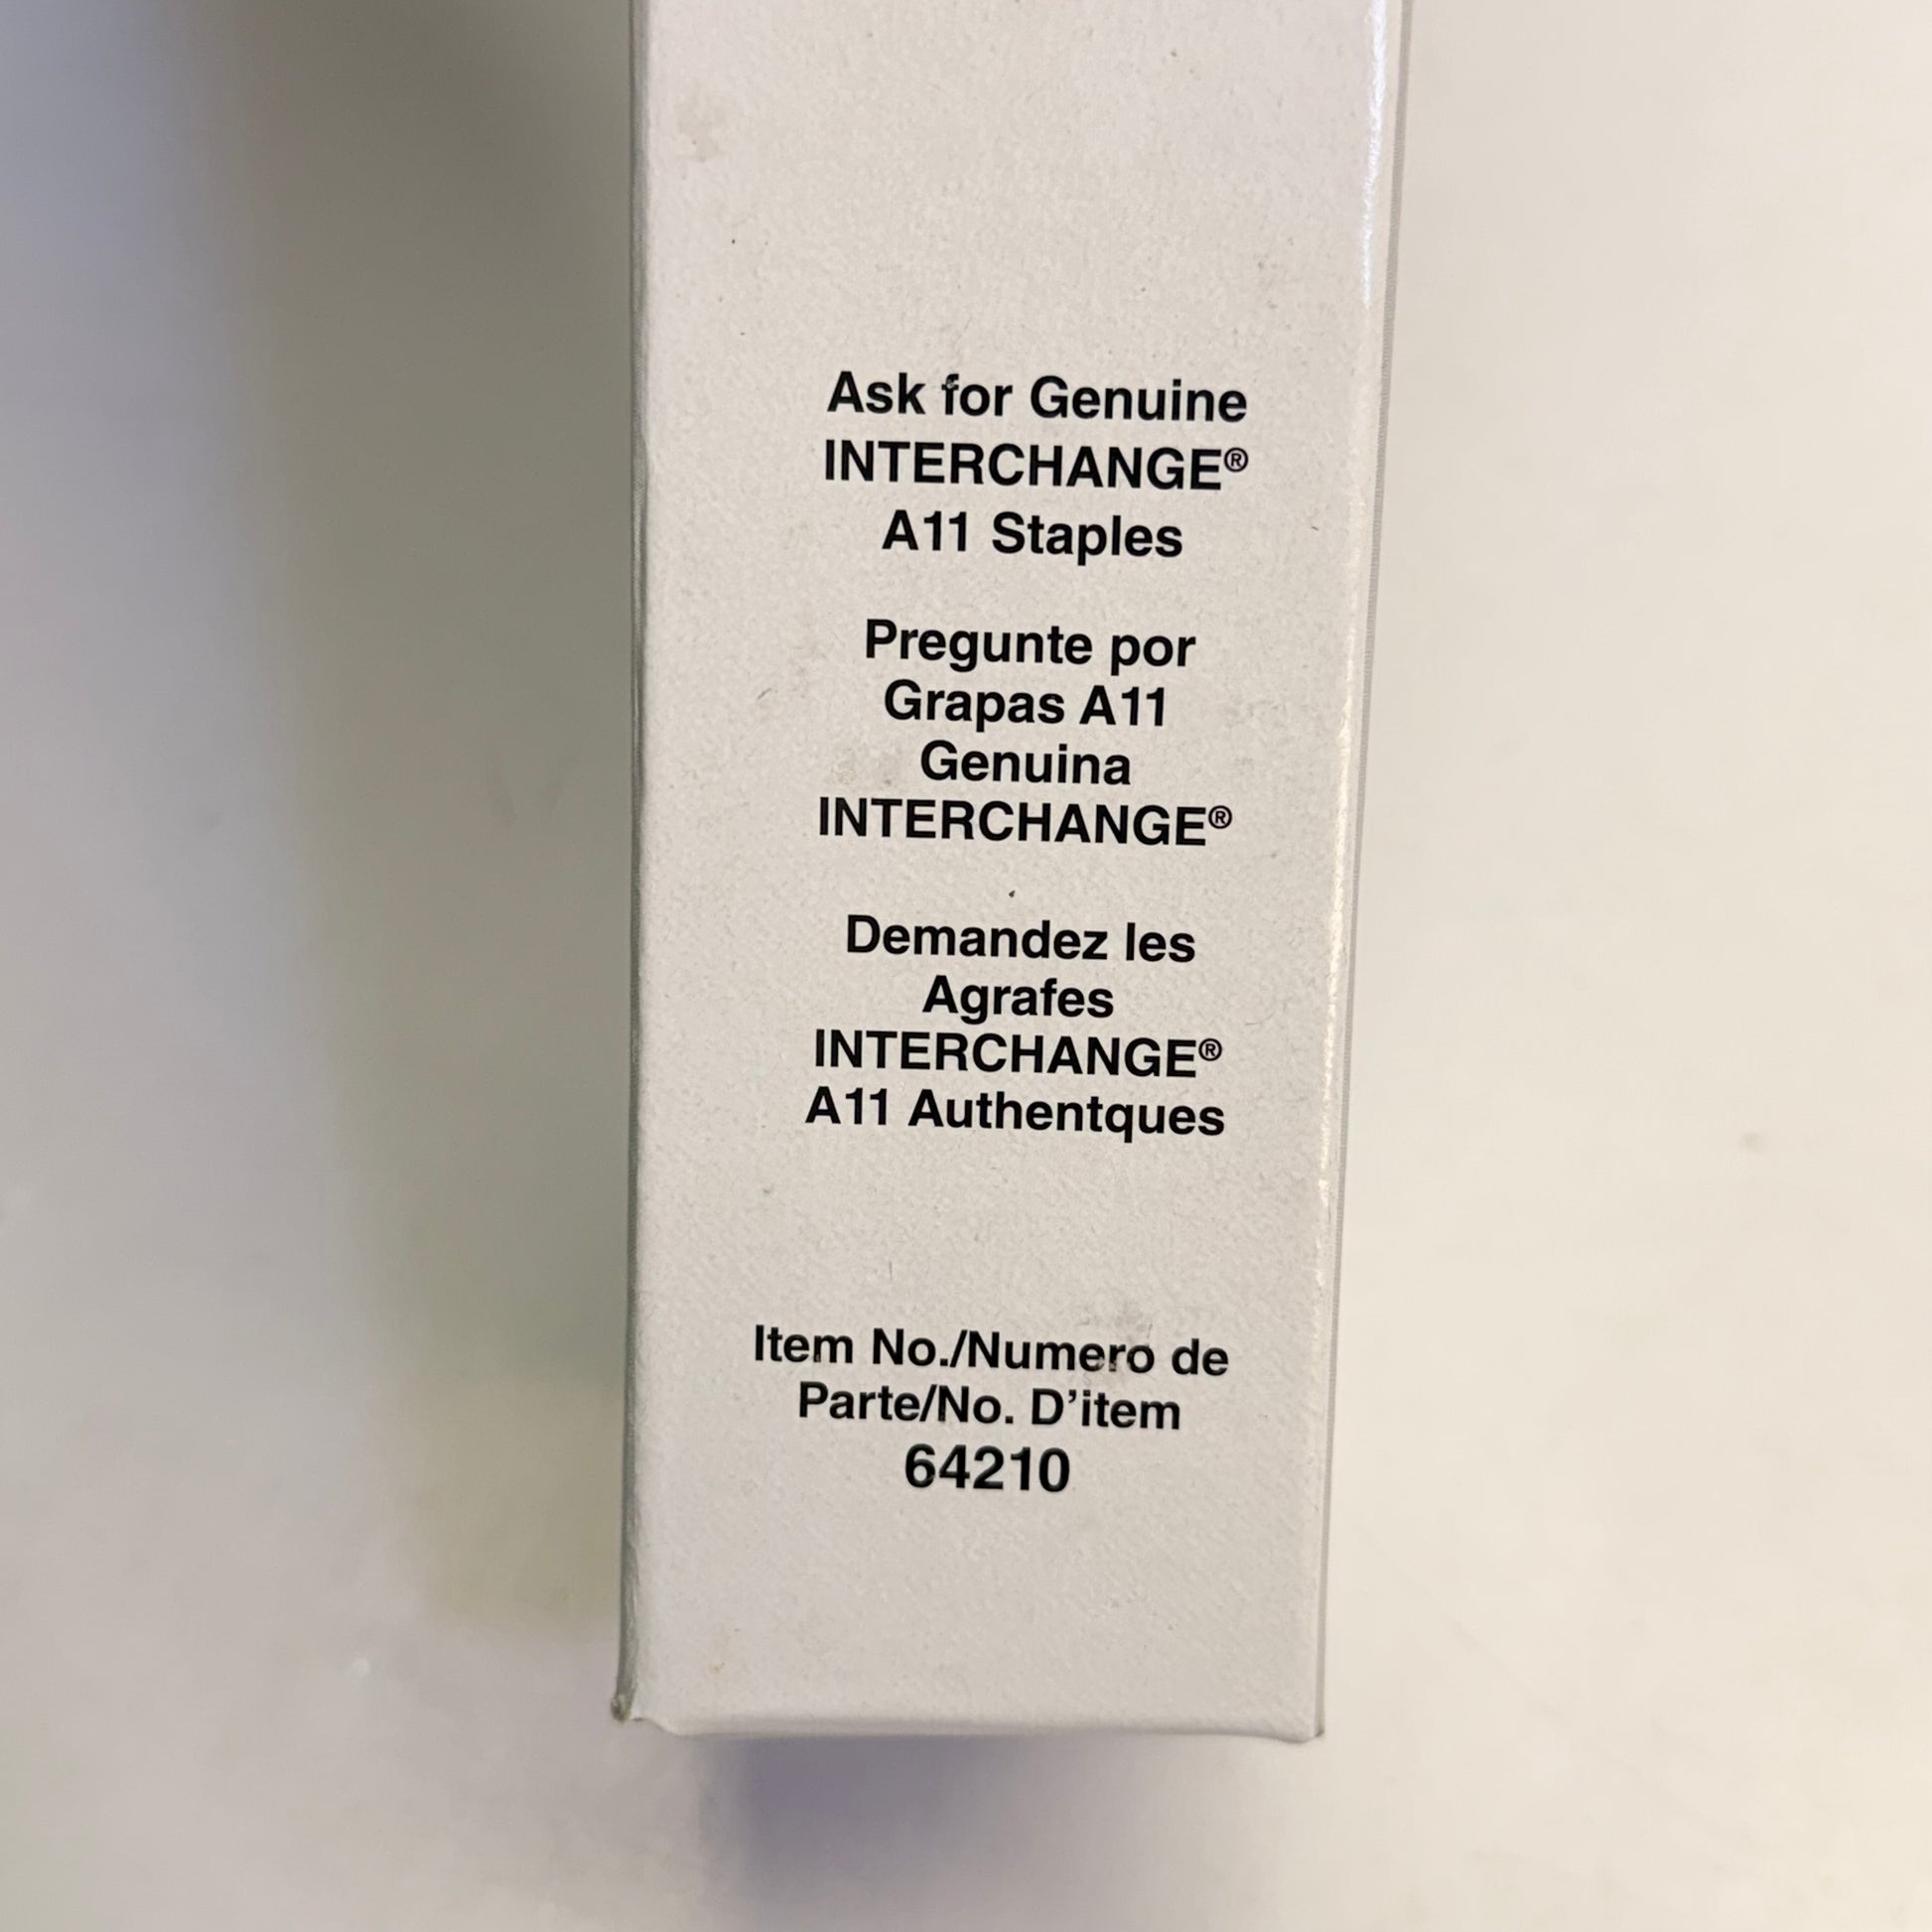 Ask for Genuine
INTERCHANGE®
A11 Staples
Pregunte por
Grapas A11
Genuina
INTERCHANGE®
Demandez les
Agrafes
INTERCHANGE®
A11 Authentques
Item No./Numero de
Parte/No. D’item
64210